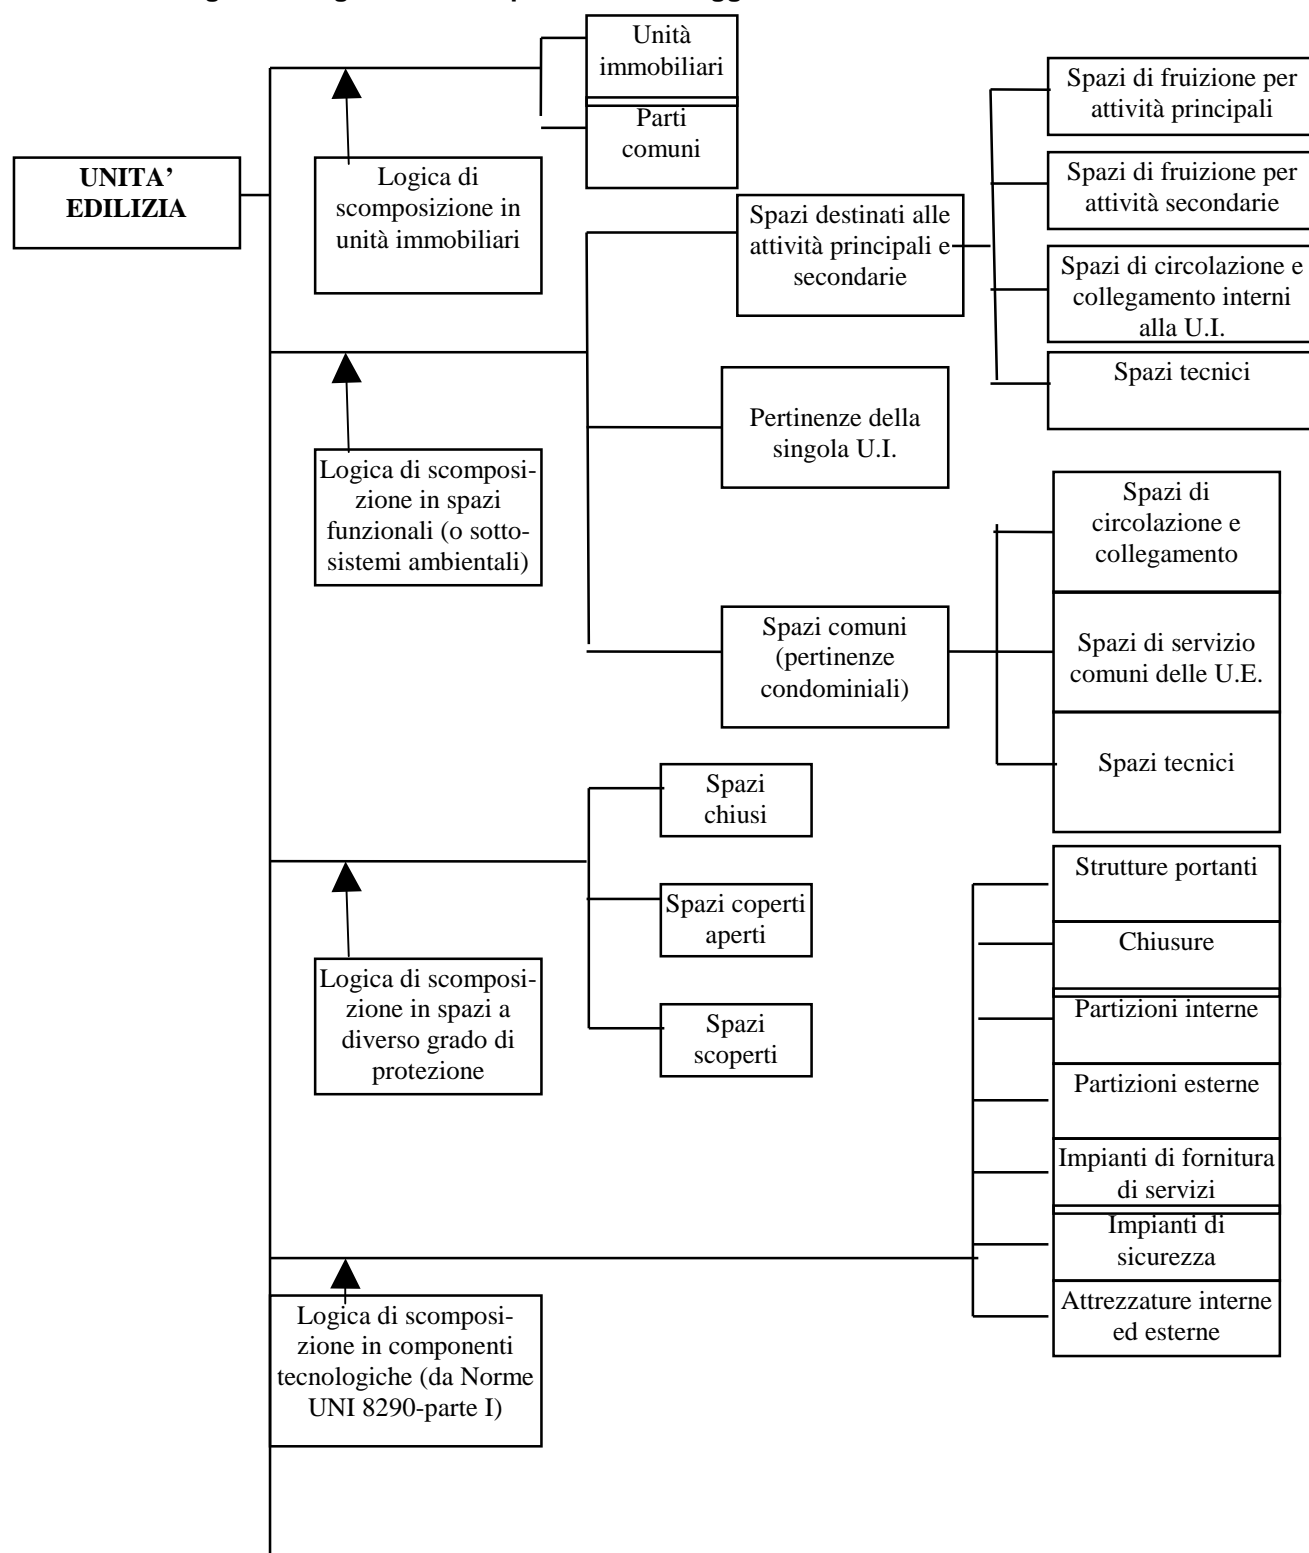 Unità
immobiliari
Parti
comuni
UNITA’
EDILIZIA
Logica di
scomposizione in
unità immobiliari
Spazi destinati alle
attività principali e
secondarie
Spazi di fruizione per
attività principali
Spazi di fruizione per
attività secondarie
Spazi di circolazione e
collegamento interni
alla U.I.
Spazi tecnici
Logica di scomposi-
zione in spazi
funzionali (o sotto-
sistemi ambientali)
Pertinenze della
singola U.I.
Spazi comuni
(pertinenze
condominiali)
Spazi di
circolazione e
collegamento
Spazi di servizio
comuni delle U.E.
Spazi tecnici
Spazi
chiusi
Spazi coperti
aperti
Spazi
scoperti
Logica di scomposi-
zione in spazi a
diverso grado di
protezione
Strutture portanti
Chiusure
Partizioni interne
Partizioni esterne
Impianti di fornitura
di servizi
Impianti di
sicurezza
Attrezzature interne
ed esterne
Logica di scomposi-
zione in componenti
tecnologiche (da Norme
UNI 8290-parte I)